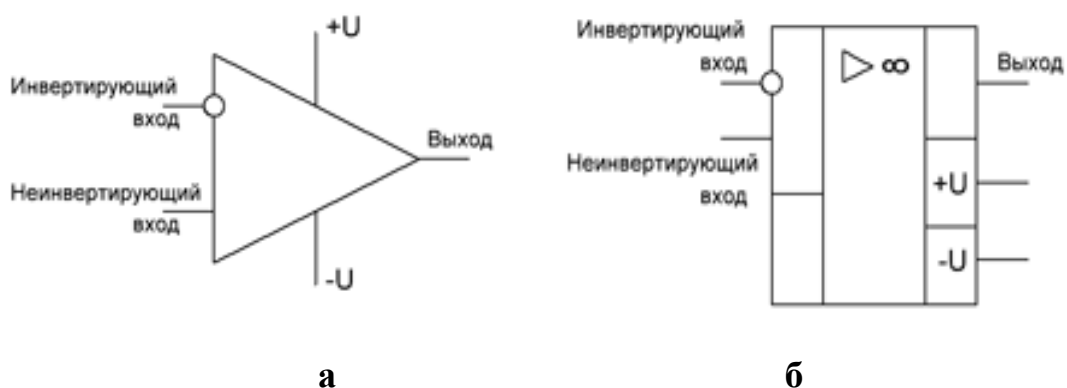 +U
Инвертирующий
вход
Выход
Неинвертирующий
вход
-U
а
Инвертирующий
вход
∞
Выход
Неинвертирующий
вход
+U
-U
б